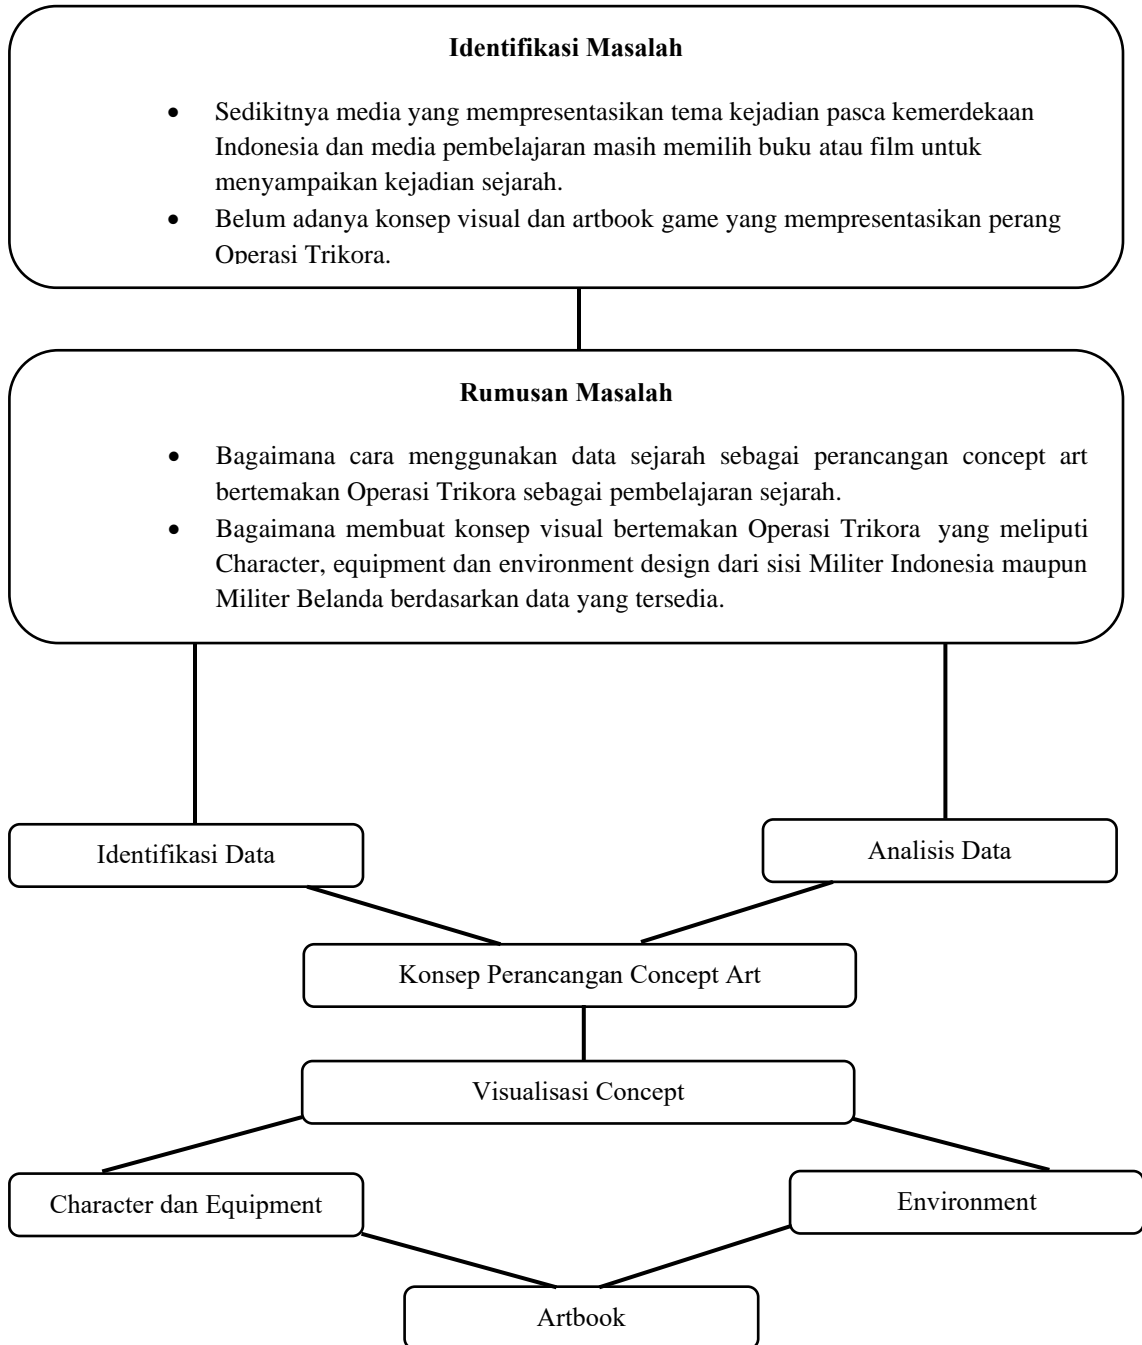 Identifikasi Masalah
• Sedikitnya media yang mempresentasikan tema kejadian pasca kemerdekaan
Indonesia dan media pembelajaran masih memilih buku atau film untuk
menyampaikan kejadian sejarah.
• Belum adanya konsep visual dan artbook game yang mempresentasikan perang
Operasi Trikora.
Rumusan Masalah
• Bagaimana cara menggunakan data sejarah sebagai perancangan concept art
bertemakan Operasi Trikora sebagai pembelajaran sejarah.
• Bagaimana membuat konsep visual bertemakan Operasi Trikora yang meliputi
Character, equipment dan environment design dari sisi Militer Indonesia maupun
Militer Belanda berdasarkan data yang tersedia.
Identifikasi Data
Analisis Data
Konsep Perancangan Concept Art
Visualisasi Concept
Character dan Equipment
Environment
Artbook